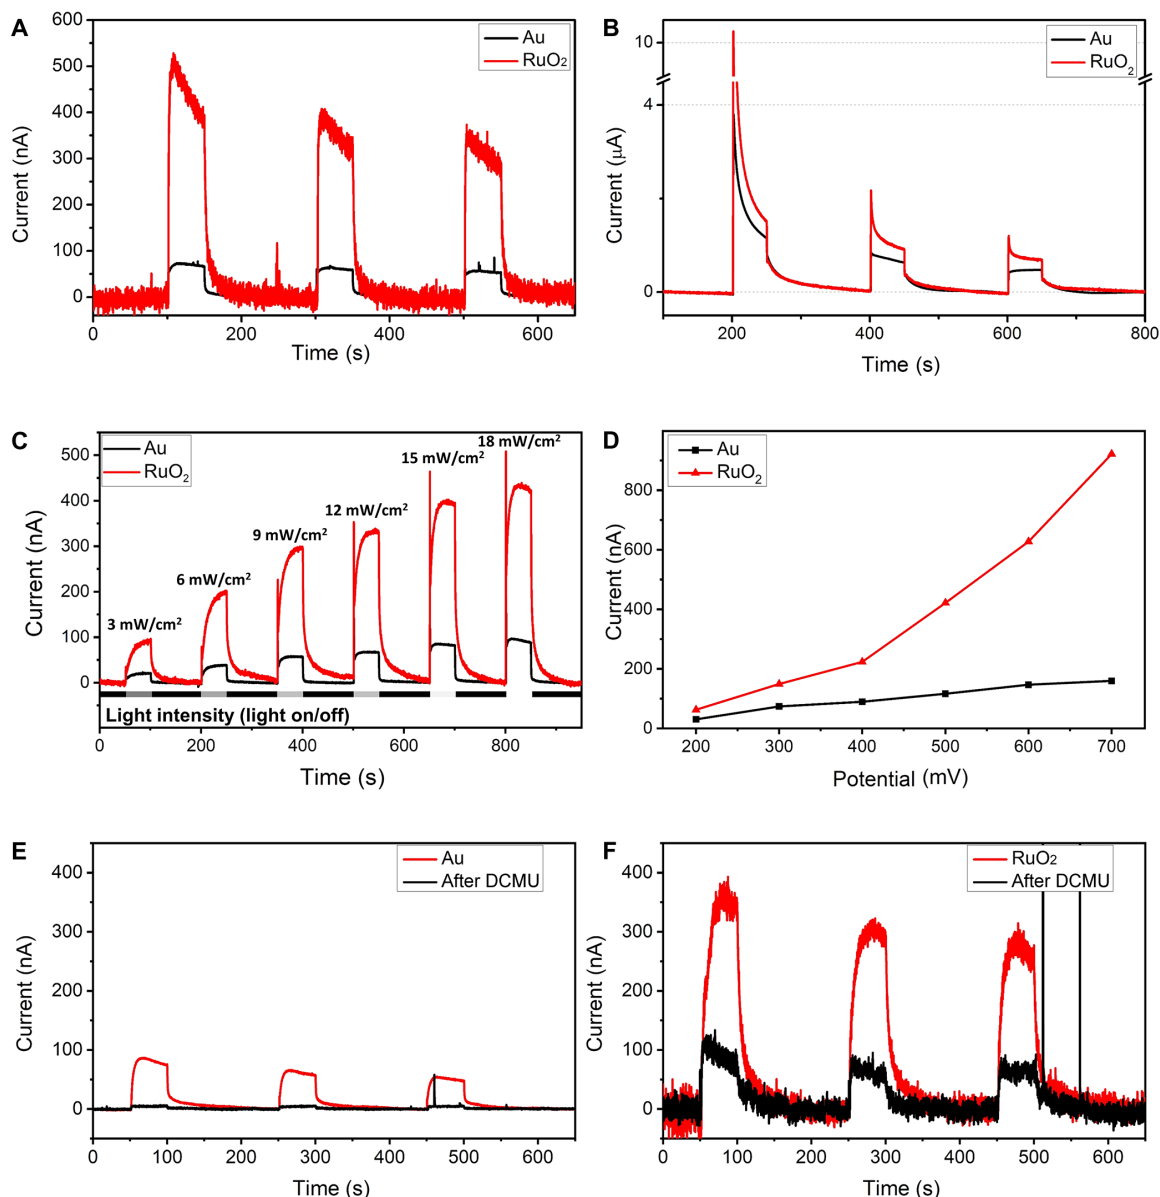 A
600
500
400
300
200
100
0
Current (nA)
Au
RuO2
0
200
400
600
Time (s)
B
10
4
0
Current (μA)
Au
RuO2
200
400
600
800
Time (s)
C
500
400
300
200
100
0
Current (nA)
Au
RuO2
3 mW/cm2
6 mW/cm2
9 mW/cm2
12 mW/cm2
15 mW/cm2
18 mW/cm2
Light intensity (light on/off)
0
200
400
600
800
Time (s)
D
800
600
400
200
0
Current (nA)
Au
RuO2
200
300
400
500
600
700
Potential (mV)
E
400
300
200
100
0
Current (nA)
Au
After DCMU
0
100
200
300
400
500
600
Time (s)
F
400
300
200
100
0
Current (nA)
RuO2
After DCMU
0
100
200
300
400
500
600
Time (s)